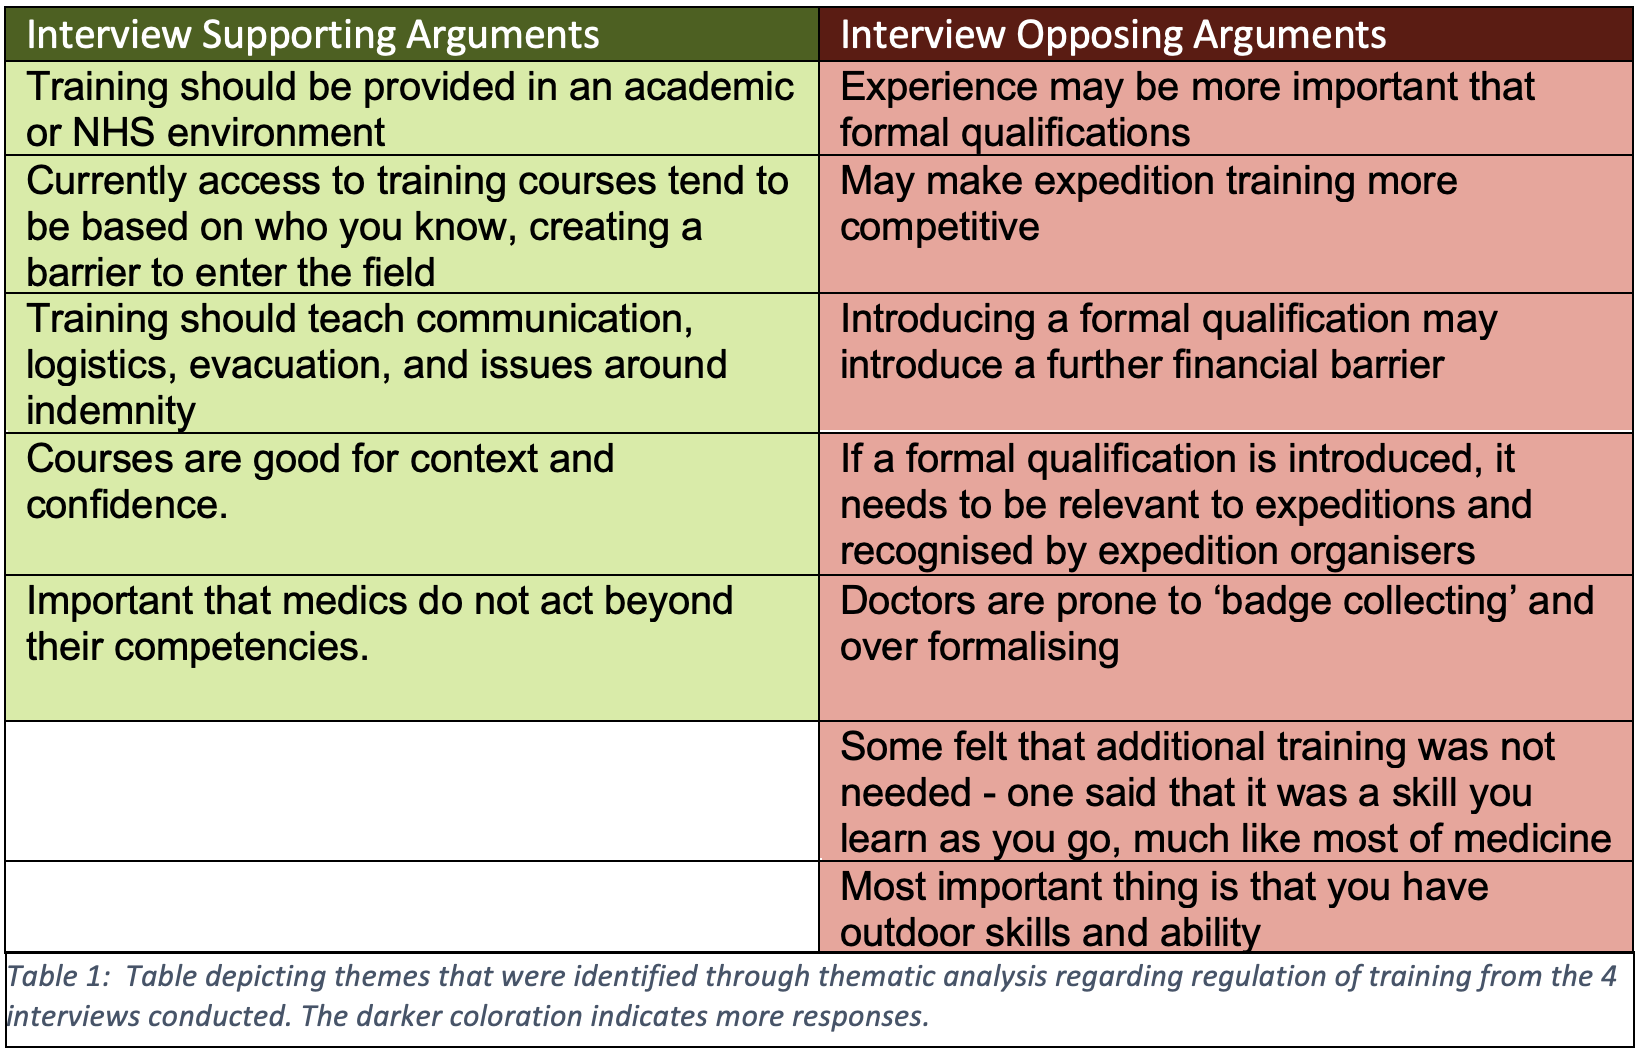 Interview Supporting Arguments
Interview Opposing Arguments
Training should be provided in an academic
or NHS environment
Experience may be more important that
formal qualifications
Currently access to training courses tend to
be based on who you know, creating a
barrier to enter the field
May make expedition training more
competitive
Training should teach communication,
logistics, evacuation, and issues around
indemnity
Introducing a formal qualification may
introduce a further financial barrier
Courses are good for context and
confidence.
If a formal qualification is introduced, it
needs to be relevant to expeditions and
recognised by expedition organisers
Important that medics do not act beyond
their competencies.
Doctors are prone to ‘badge collecting’ and
over formalising
Some felt that additional training was not
needed - one said that it was a skill you
learn as you go, much like most of medicine
Most important thing is that you have
outdoor skills and ability
Table 1:  Table depicting themes that were identified through thematic analysis regarding regulation of training from the 4
interviews conducted. The darker coloration indicates more responses.